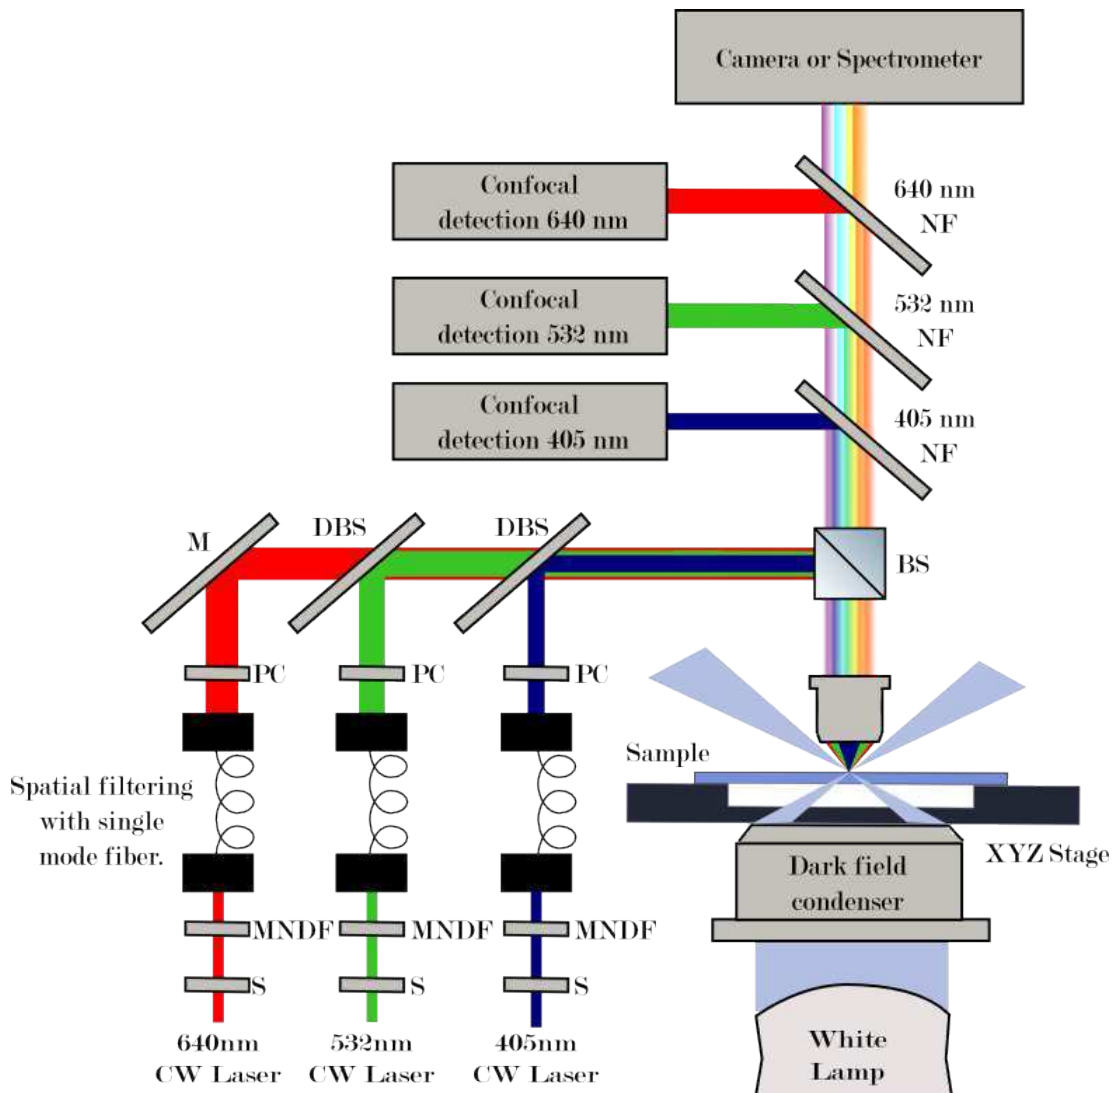 Camera or Spectrometer
Confocal
detection 640 nm
640 nm
NF
Confocal
detection 532 nm
532 nm
NF
Confocal
detection 405 nm
405 nm
NF
M
DBS
DBS
BS
PC
PC
PC
Sample
Spatial filtering
with single
mode fiber.
XYZ Stage
Dark field
condenser
MNDF
MNDF
MNDF
S
S
S
640nm
CW Laser
532nm
CW Laser
405nm
CW Laser
White
Lamp